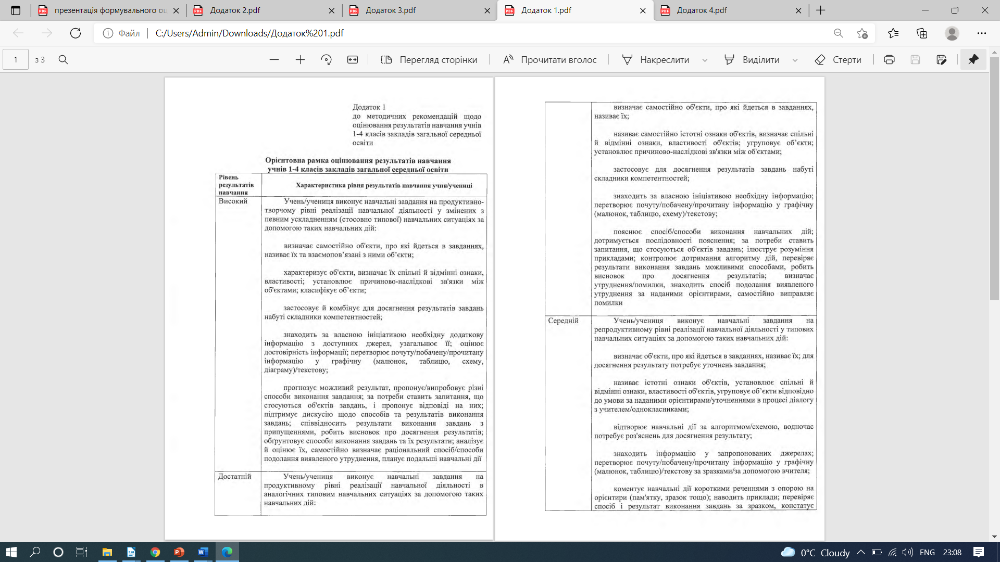 презентація формувального оц
Додаток 2.pdf
Додаток 3.pdf
Додаток 1.pdf
Додаток 4.pdf
Файл
C:/Users/Admin/Downloads/Додаток%201.pdf
1
з 3
Перегляд сторінки
Прочитати вголос
Накреслити
Виділити
Стерти
Додаток 1
до методичних рекомендацій щодо
оцінювання результатів навчання учнів
1-4 класів закладів загальної середньої
освіти
Орієнтовна рамка оцінювання результатів навчання
учнів 1-4 класів закладів загальної середньої освіти
Рівень
результатів
навчання
Характеристика рівня результатів навчання учня/учениці
Високий
Учень/учениця виконує навчальні завдання на продуктивно-
творчому рівні реалізації навчальної діяльності у змінених з
певним ускладненням (стосовно типової) навчальних ситуаціях за
допомогою таких навчальних дій:
визначає самостійно об'єкти, про які йдеться в завданнях,
називає їх та взаємопов’язані з ними об’єкти;
характеризує об'єкти, визначає їх спільні й відмінні ознаки,
властивості; установлює причиново-наслідкові зв'язки між
об'єктами; класифікує об’єкти;
застосовує й комбінує для досягнення результатів завдань
набуті складники компетентностей;
знаходить за власною ініціативою необхідну додаткову
інформацію з доступних джерел, узагальнює її; оцінює
достовірність інформації; перетворює почуту/побачену/прочитану
інформацію у графічну (малюнок, таблицю, схему,
діаграму)/текстову;
прогнозує можливий результат, пропонує/випробовує різні
способи виконання завдання; за потреби ставить запитання, що
стосуються об'єктів завдань, і пропонує відповіді на них;
підтримує дискусію щодо способів та результатів виконання
завдань; співвідносить результати виконання завдань з
припущеннями, робить висновок про досягнення результатів;
обґрунтовує способи виконання завдань та їх результати; аналізує
й оцінює їх, самостійно визначає раціональний спосіб/способи
подолання виявленого утруднення, планує подальші навчальні дії
Достатній
Учень/учениця виконує навчальні завдання на
продуктивному рівні реалізації навчальної діяльності в
аналогічних типовим навчальних ситуаціях за допомогою таких
навчальних дій:
визначає самостійно об'єкти, про які йдеться в завданнях,
називає їх;
називає самостійно істотні ознаки об'єктів, визначає спільні
й відмінні ознаки, властивості об'єктів; угруповує об’єкти;
установлює причиново-наслідкові зв'язки між об'єктами;
застосовує для досягнення результатів завдань набуті
складники компетентностей;
знаходить за власною ініціативою необхідну інформацію;
перетворює почуту/побачену/прочитану інформацію у графічну
(малюнок, таблицю, схему)/текстову;
пояснює спосіб/способи виконання навчальних дій;
дотримується послідовності пояснення; за потреби ставить
запитання, що стосуються об'єктів завдань; ілюструє розуміння
прикладами; контролює дотримання алгоритму дій, перевіряє
результати виконання завдань можливими способами, робить
висновок про досягнення результатів; визначає
утруднення/помилки, знаходить спосіб подолання виявленого
утруднення за наданими орієнтирами, самостійно виправляє
помилки
Середній
Учень/учениця виконує навчальні завдання на
репродуктивному рівні реалізації навчальної діяльності у типових
навчальних ситуаціях за допомогою таких навчальних дій:
визначає об'єкти, про які йдеться в завданнях, називає їх; для
досягнення результату потребує уточнень завдання;
називає істотні ознаки об'єктів, установлює спільні й
відмінні ознаки, властивості об'єктів, угруповує об’єкти відповідно
до умови за наданими орієнтирами/уточненнями в процесі діалогу
з учителем/однокласниками;
відтворює навчальні дії за алгоритмом/схемою, водночас
потребує роз'яснень для досягнення результату;
знаходить інформацію у запропонованих джерелах;
перетворює почуту/побачену/прочитану інформацію у графічну
(малюнок, таблицю)/текстову за зразками/за допомогою вчителя;
коментує навчальні дії короткими реченнями з опорою на
орієнтири (пам'ятку, зразок тощо); наводить приклади; перевіряє
спосіб і результат виконання завдань за зразком, констатує
0°C Cloudy
ENG
23:08